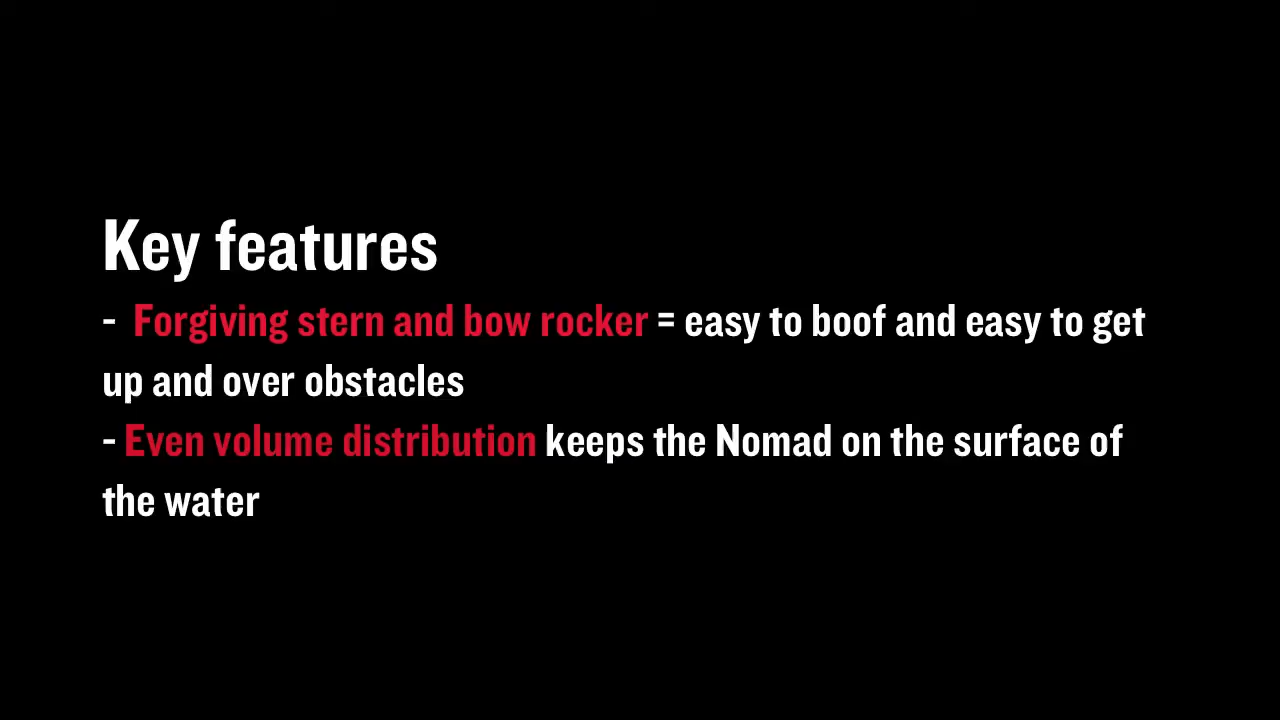 Key features
- Forgiving stern and bow rocker = easy to boof and easy to get
up and over obstacles
- Even volume distribution keeps the Nomad on the surface of
the water